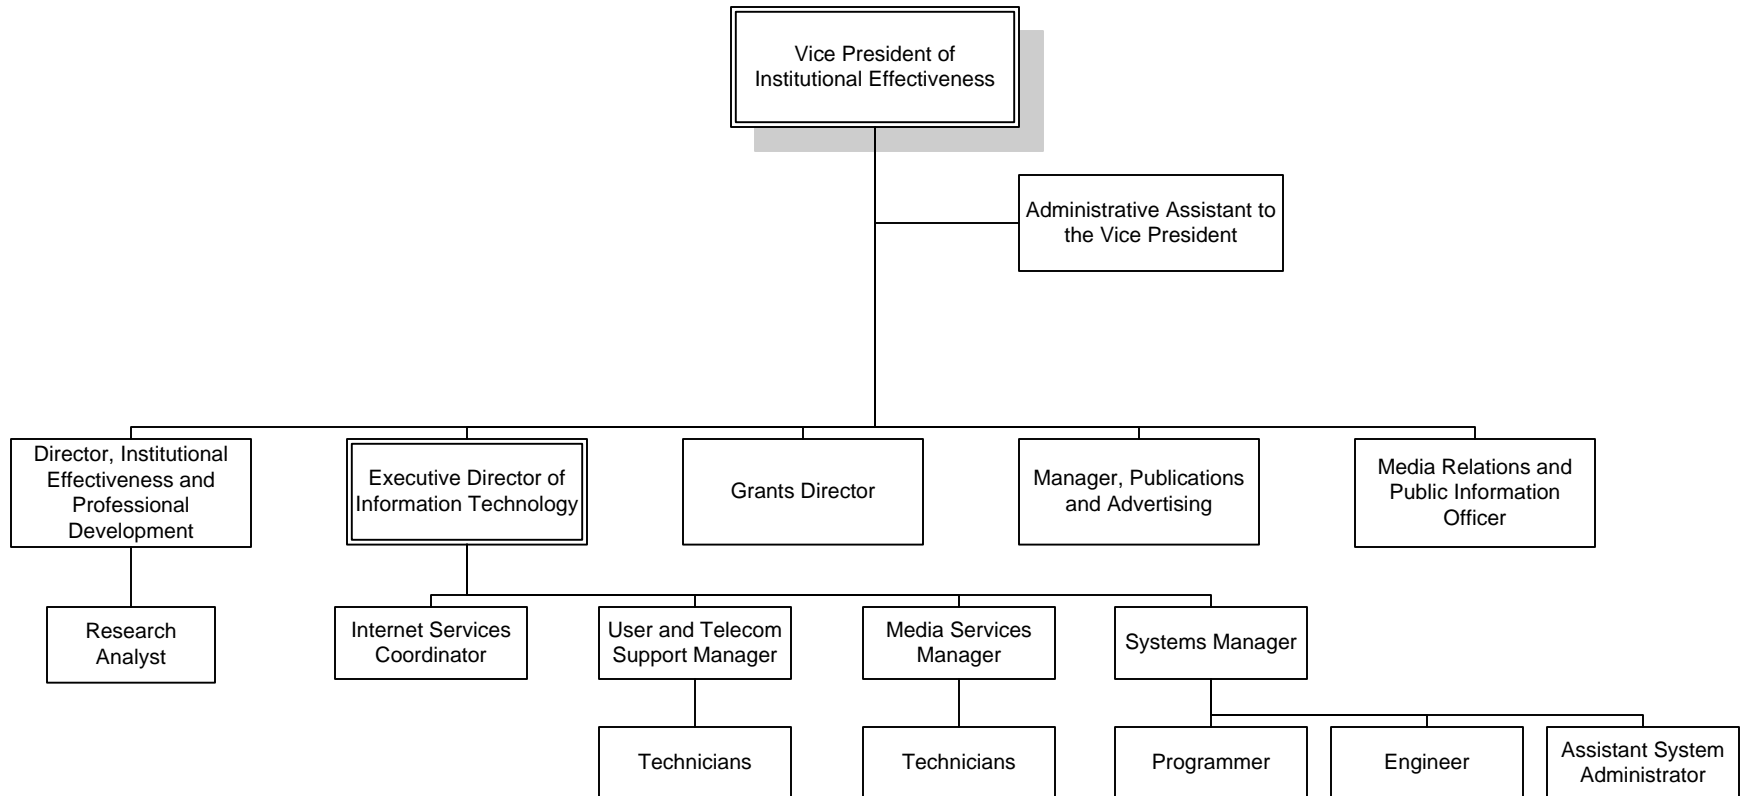 Vice President of
Institutional Effectiveness
Administrative Assistant to
the Vice President
Director, Institutional
Effectiveness and
Professional
Development
Executive Director of
Information Technology
Grants Director
Manager, Publications
and Advertising
Media Relations and
Public Information
Officer
Research
Analyst
Internet Services
Coordinator
User and Telecom
Support Manager
Media Services
Manager
Systems Manager
Technicians
Technicians
Programmer
Engineer
Assistant System
Administrator